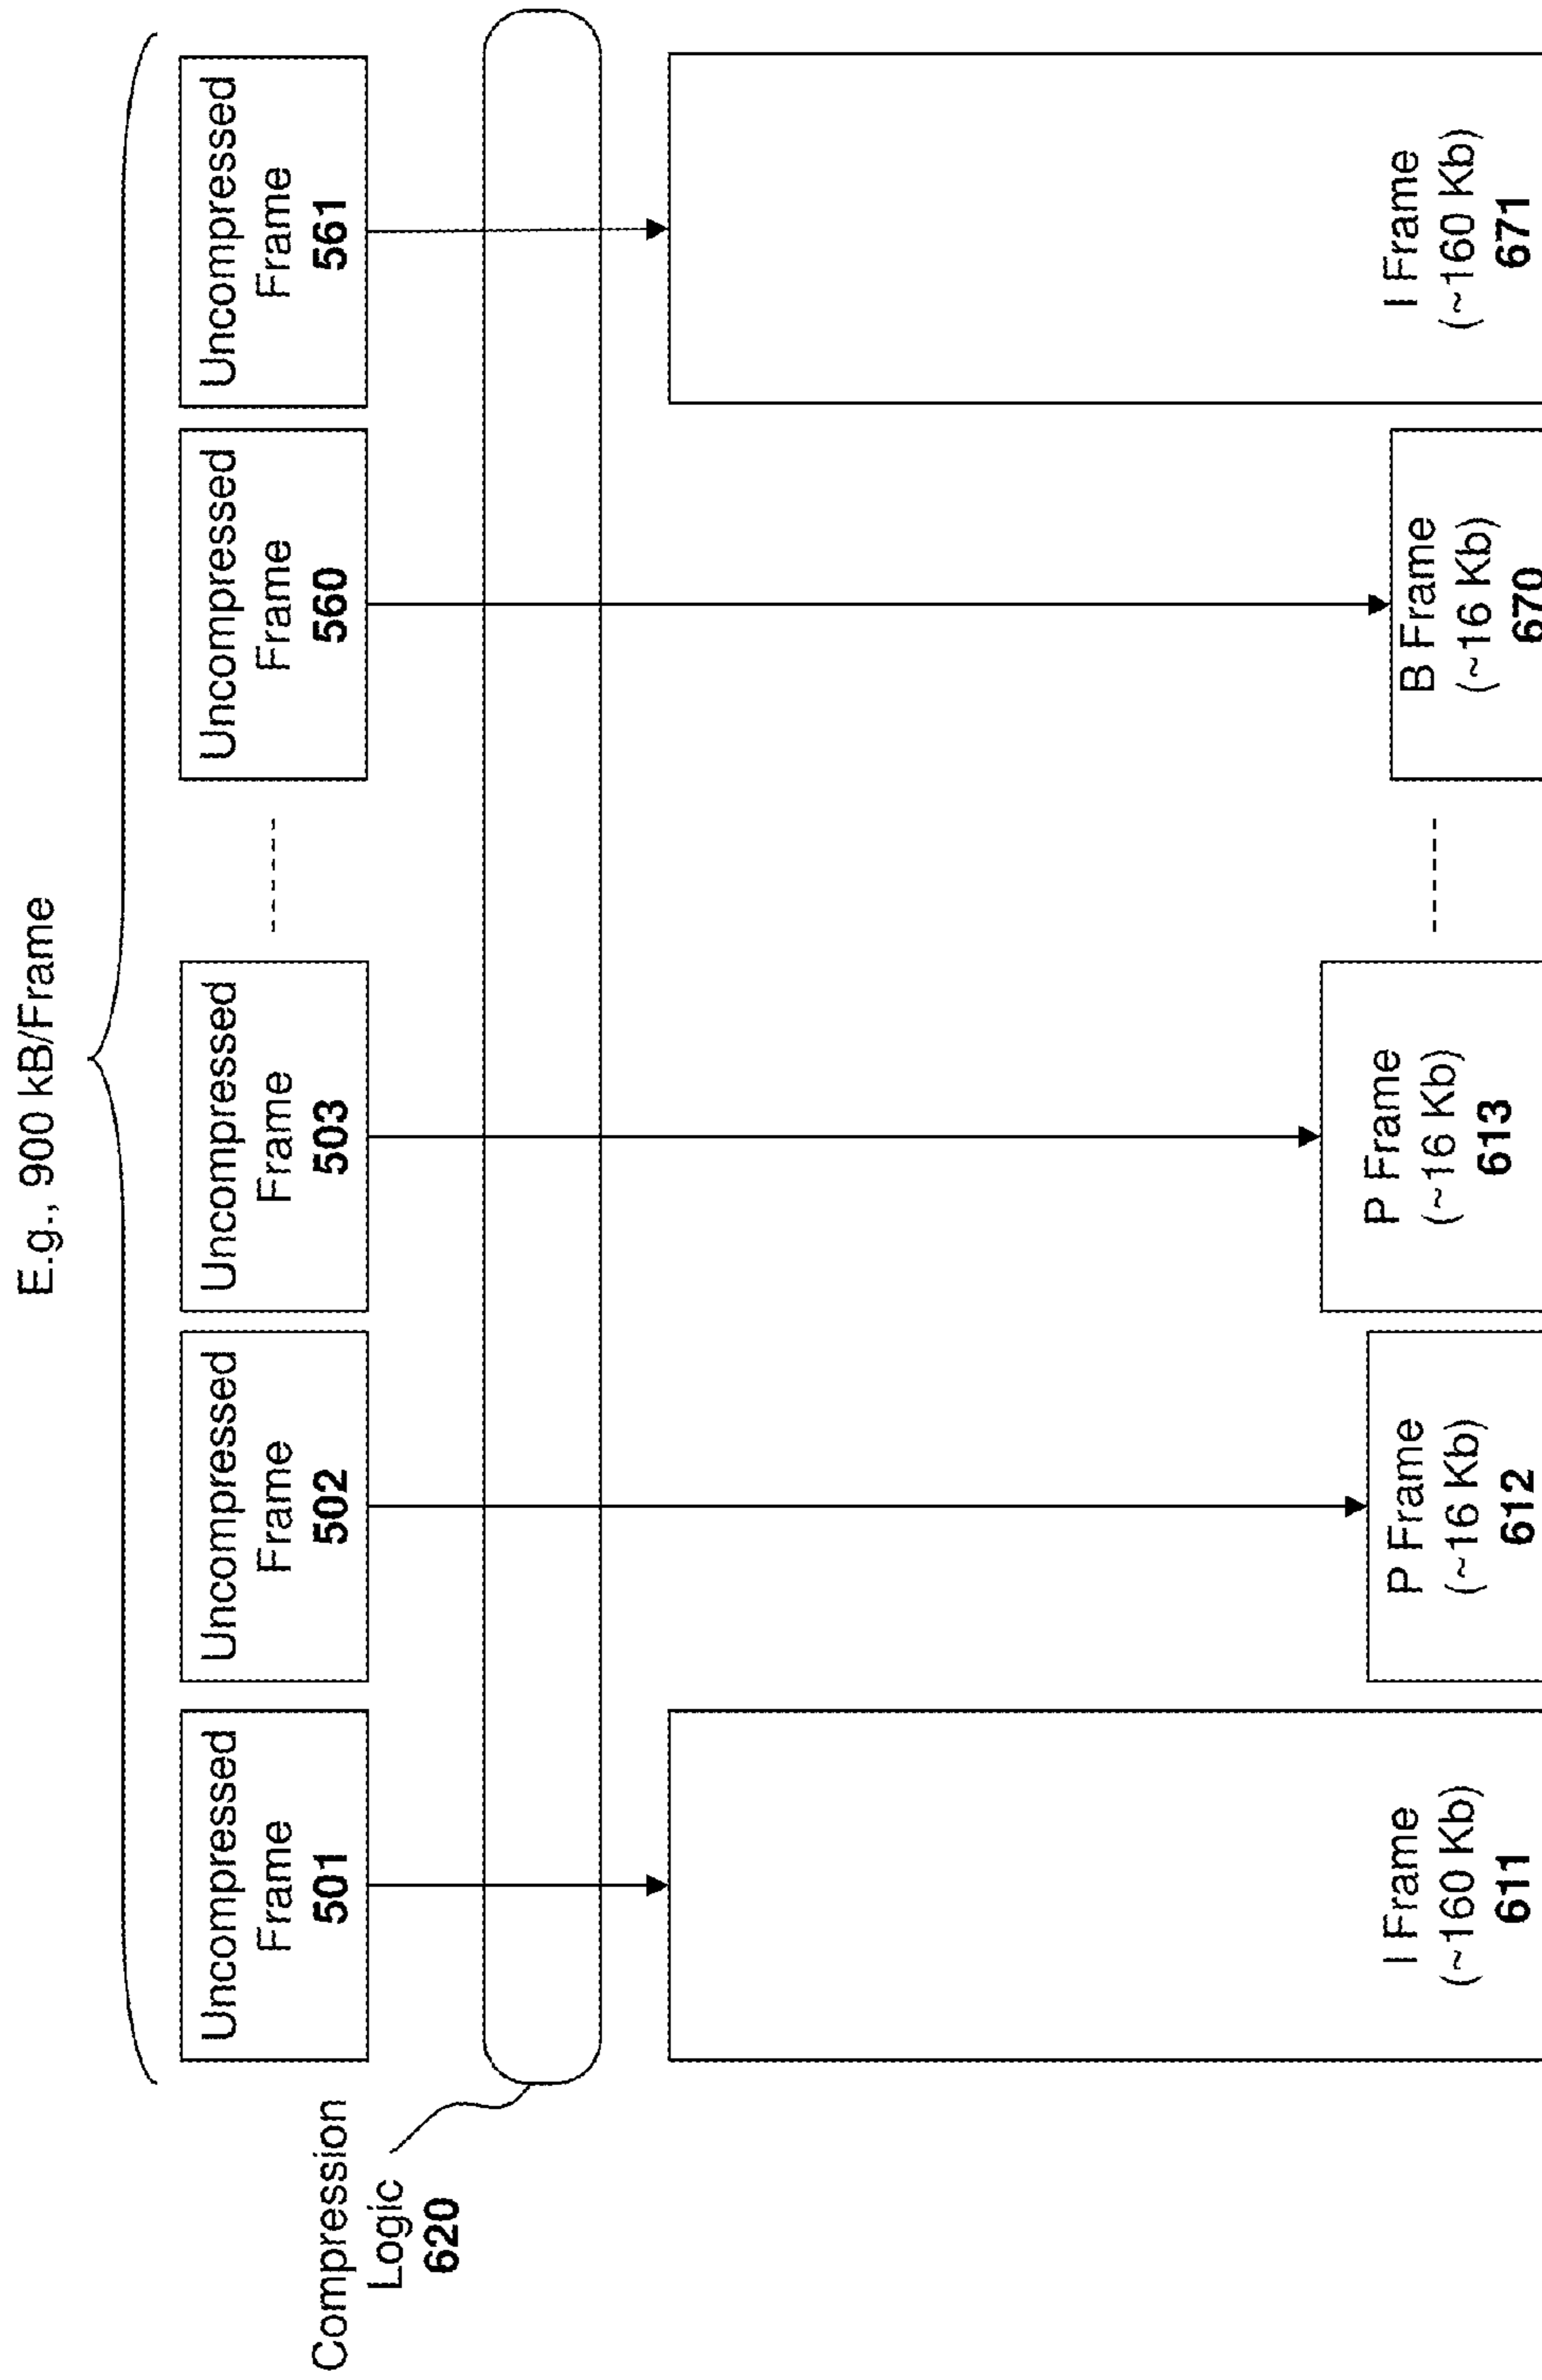 E.g., 900 kB/Frame
Uncompressed
Frame
501
Uncompressed
Frame
502
Uncompressed
Frame
503
Uncompressed
Frame
560
Uncompressed
Frame
561
Compression
Logic
620
I Frame
(~160 Kb)
611
P Frame
(~16 Kb)
612
P Frame
(~16 Kb)
613
B Frame
(~16 Kb)
670
I Frame
(~160 Kb)
671